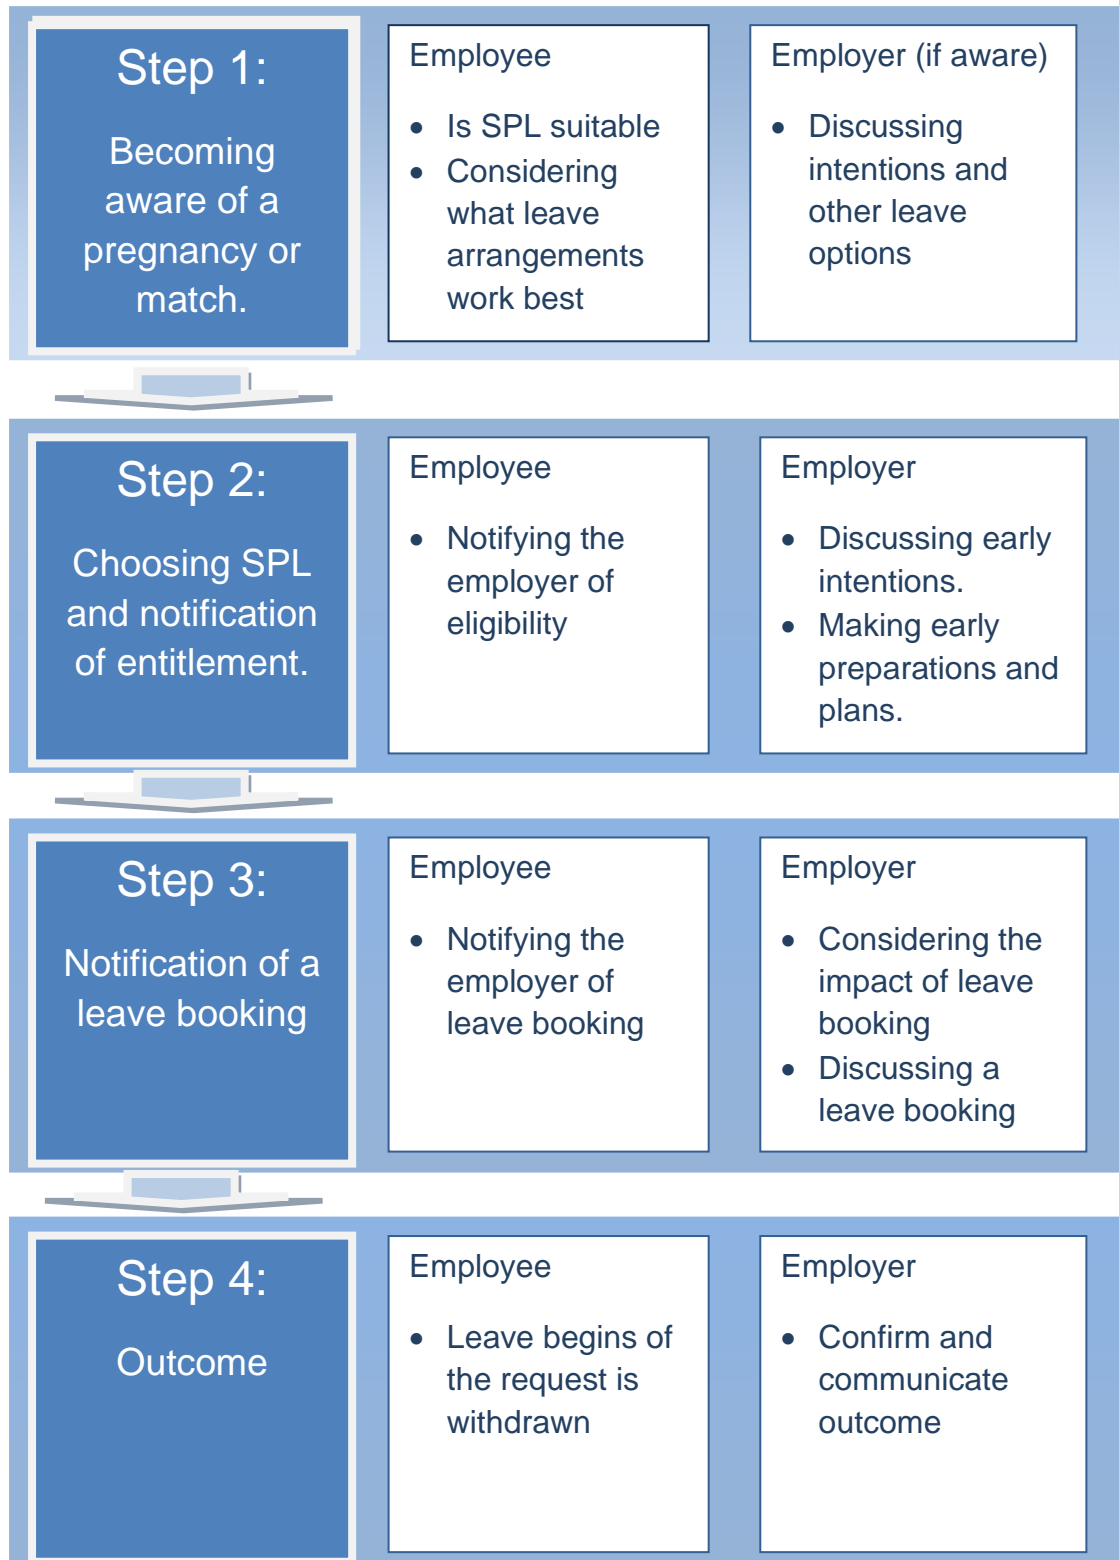 Step 1:
Becoming
aware of a
pregnancy or
match.
Employee
• Is SPL suitable
• Considering
what leave
arrangements
work best
Employer (if aware)
• Discussing
intentions and
other leave
options
Step 2:
Choosing SPL
and notification
of entitlement.
Employee
• Notifying the
employer of
eligibility
Employer
• Discussing early
intentions.
• Making early
preparations and
plans.
Step 3:
Notification of a
leave booking
Employee
• Notifying the
employer of
leave booking
Employer
• Considering the
impact of leave
booking
• Discussing a
leave booking
Step 4:
Outcome
Employee
• Leave begins of
the request is
withdrawn
Employer
• Confirm and
communicate
outcome